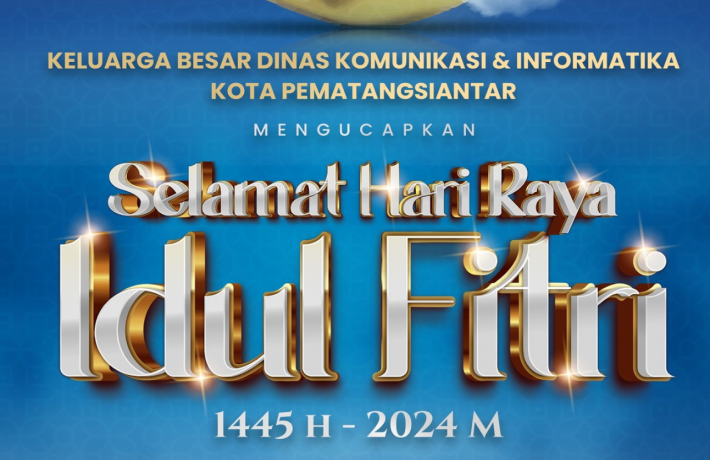 KELUARGA BESAR DINAS KOMUNIKASI & INFORMATIKA
KOTA PEMATANGSIANTAR
MENGUCAPKAN
Selamat Hari Raya
Idul Fitri
1445 H - 2024 M